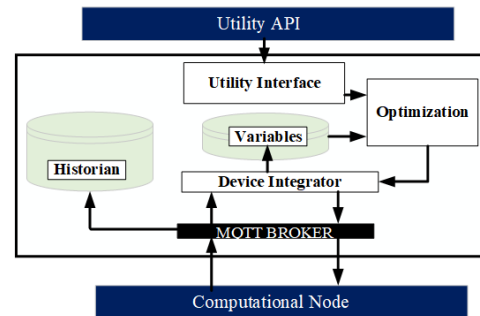 Utility API
Utility Interface
Optimization
Variables
Historian
Device Integrator
MQTT BROKER
Computational Node